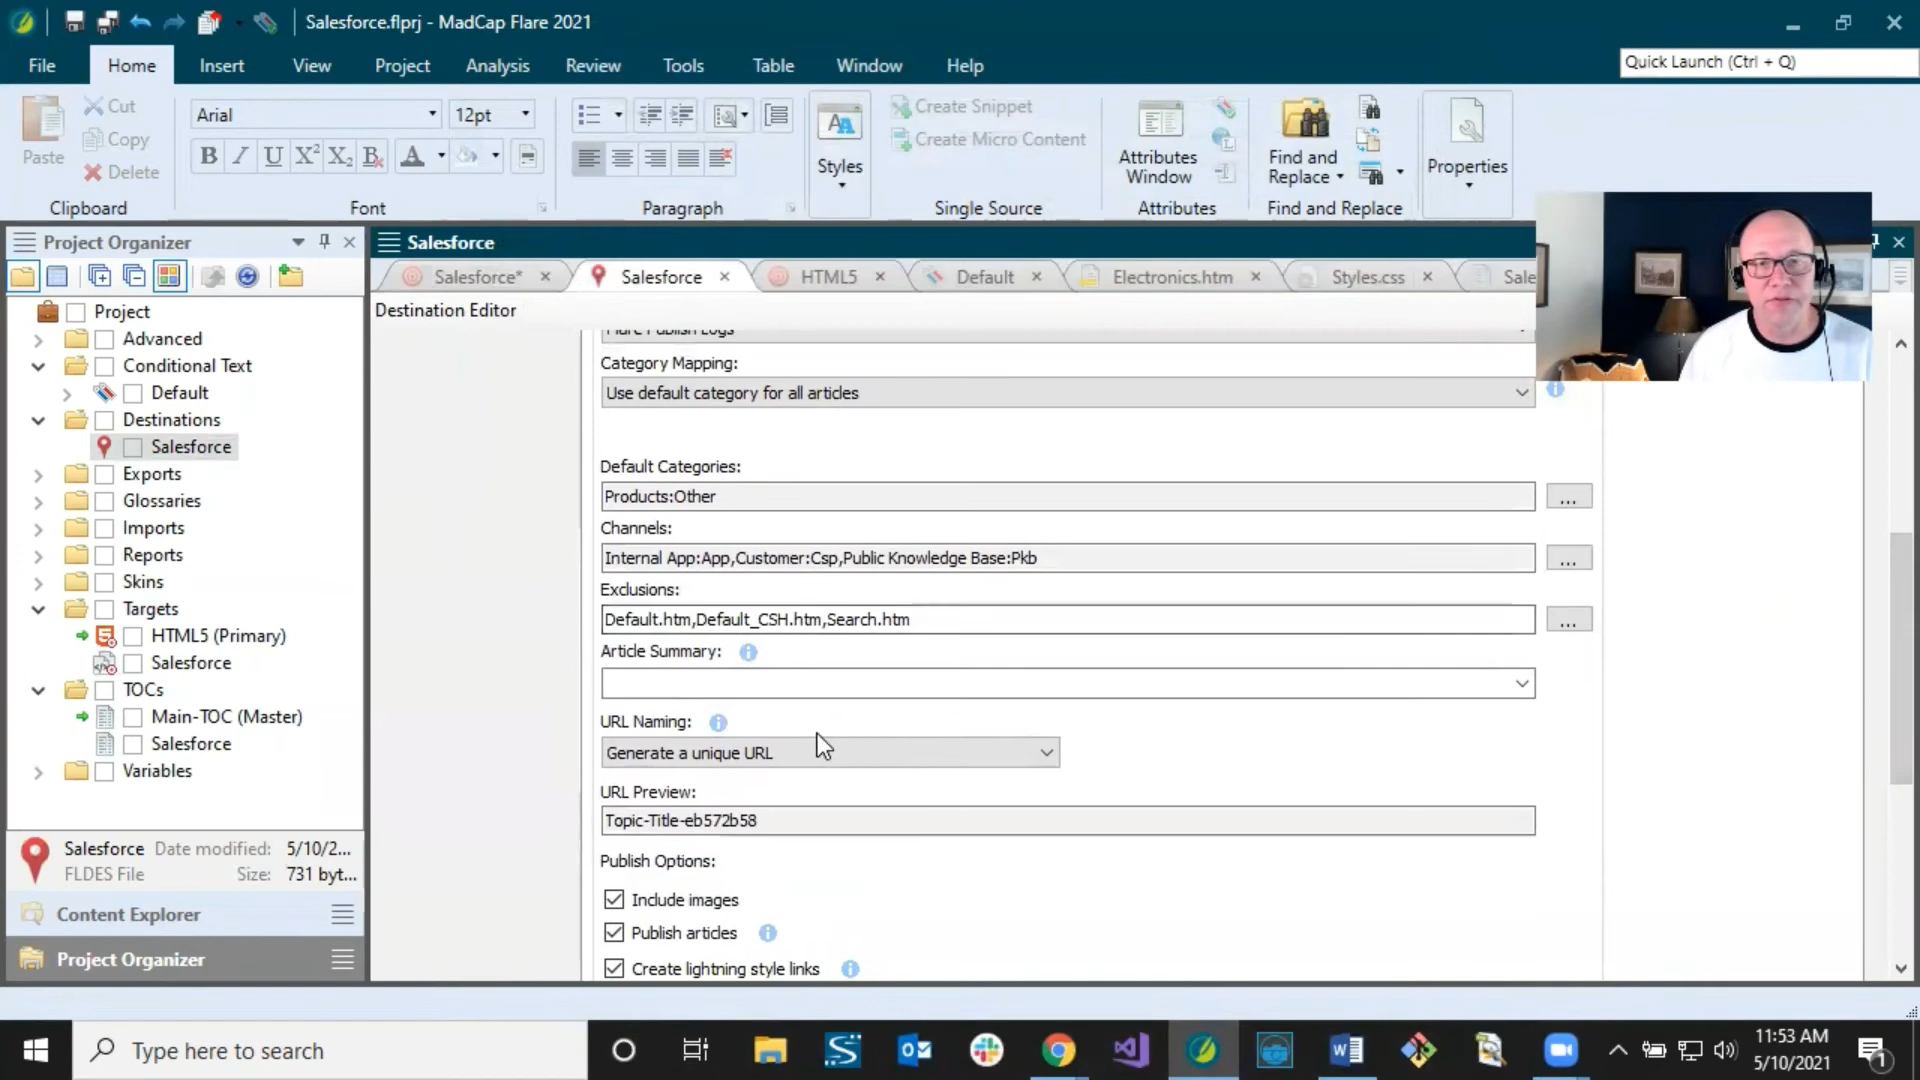 Salesforce.flprj - MadCap Flare 2021
File Home Insert View Project Analysis Review Tools Table Window Help
Quick Launch (Ctrl + Q)
Paste
Cut
Copy
Delete
Clipboard
Arial
12pt
Font
Paragraph
Styles
Create Snippet
Create Micro Content
Single Source
Attributes
Window
Attributes
Find and
Replace
Find and Replace
Properties
Project Organizer
Project
Advanced
Conditional Text
Default
Destinations
Salesforce
Exports
Glossaries
Imports
Reports
Skins
Targets
HTML5 (Primary)
Salesforce
TOCs
Main-TOC (Master)
Salesforce
Variables
Salesforce Date modified: 5/10/2...
FLDES File Size: 731 byt...
Content Explorer
Project Organizer
Salesforce
Salesforce* Salesforce HTML5 Default Electronics.htm Styles.css Sale
Destination Editor
Flare Publish Logs
Category Mapping:
Use default category for all articles
Default Categories:
Products:Other
...
Channels:
Internal App:App,Customer:Csp,Public Knowledge Base:Pkb
...
Exclusions:
Default.htm,Default_CSH.htm,Search.htm
...
Article Summary:
URL Naming:
Generate a unique URL
URL Preview:
Topic-Title-eb572b58
Publish Options:
Include images
Publish articles
Create lightning style links
Type here to search
11:53 AM
5/10/2021
1